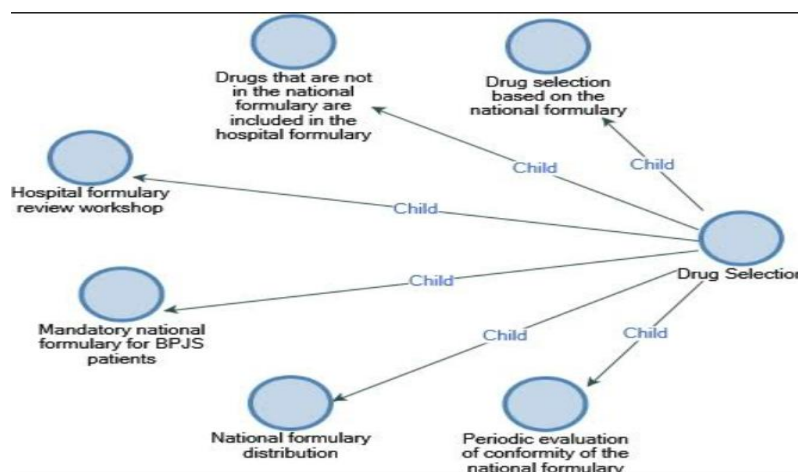 Drugs that are not
in the national
formulary are
included in the
hospital formulary
Drug selection
based on the
national formulary
Child
Child
Hospital formulary
review workshop
Child
Drug Selection
Child
Mandatory national
formulary for BPJS
patients
Child
Child
National formulary
distribution
Periodic evaluation
of conformity of the
national formulary